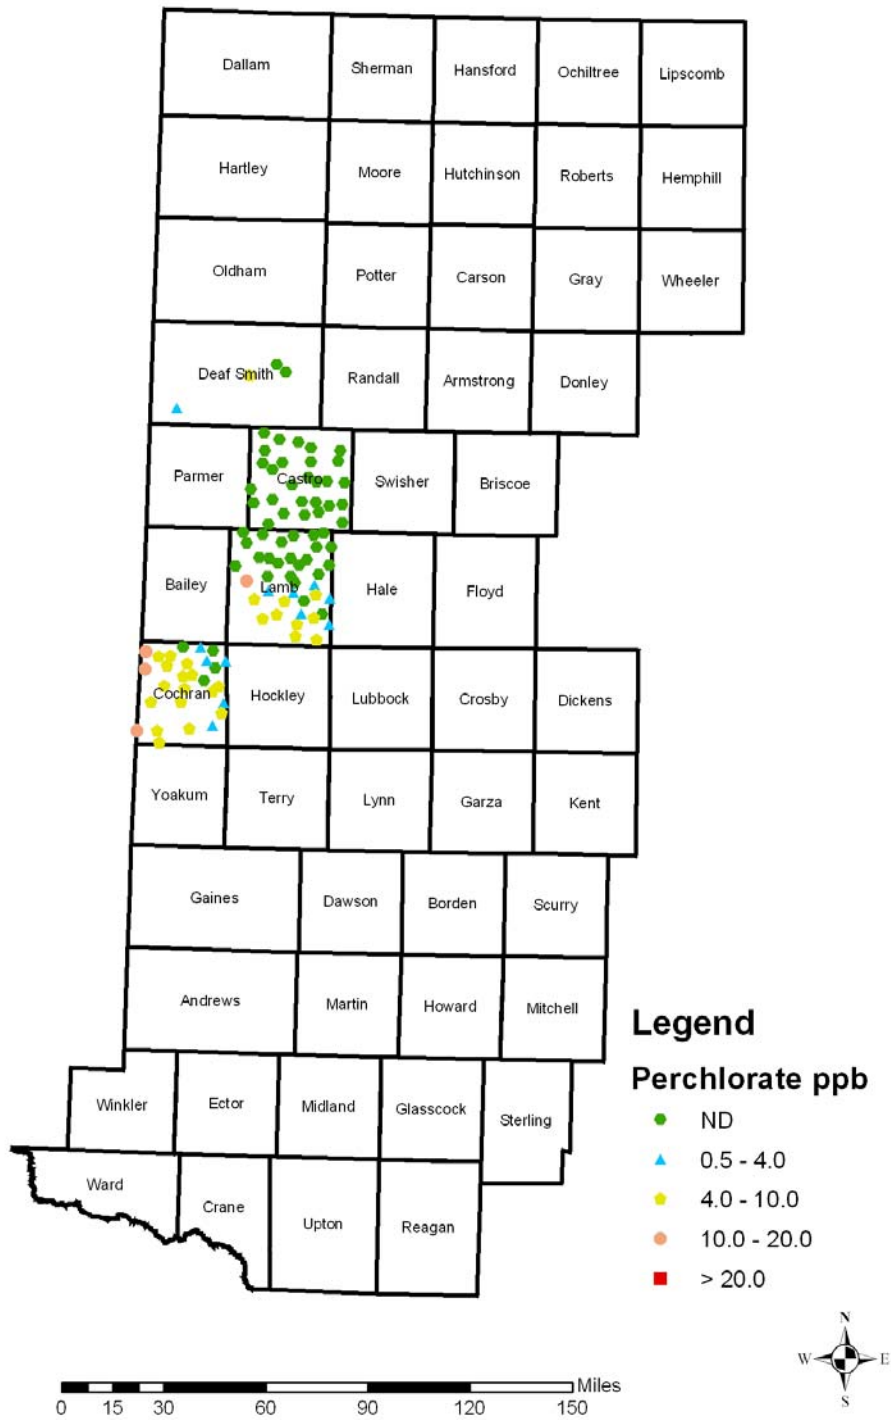 Dallam
Sherman
Hansford
Ochiltree
Lipscomb
Hartley
Moore
Hutchinson
Roberts
Hemphill
Oldham
Potter
Carson
Gray
Wheeler
Deaf Smith
Randall
Armstrong
Donley
Parmer
Castro
Swisher
Briscoe
Bailey
Lamb
Hale
Floyd
Cochran
Hockley
Lubbock
Crosby
Dickens
Yoakum
Terry
Lynn
Garza
Kent
Gaines
Dawson
Borden
Scurry
Andrews
Martin
Howard
Mitchell
Winkler
Ector
Midland
Glasscock
Sterling
Ward
Crane
Upton
Reagan
Legend
Perchlorate ppb
ND
0.5 - 4.0
4.0 - 10.0
10.0 - 20.0
> 20.0
N
W E
S
Miles
0 15 30 60 90 120 150